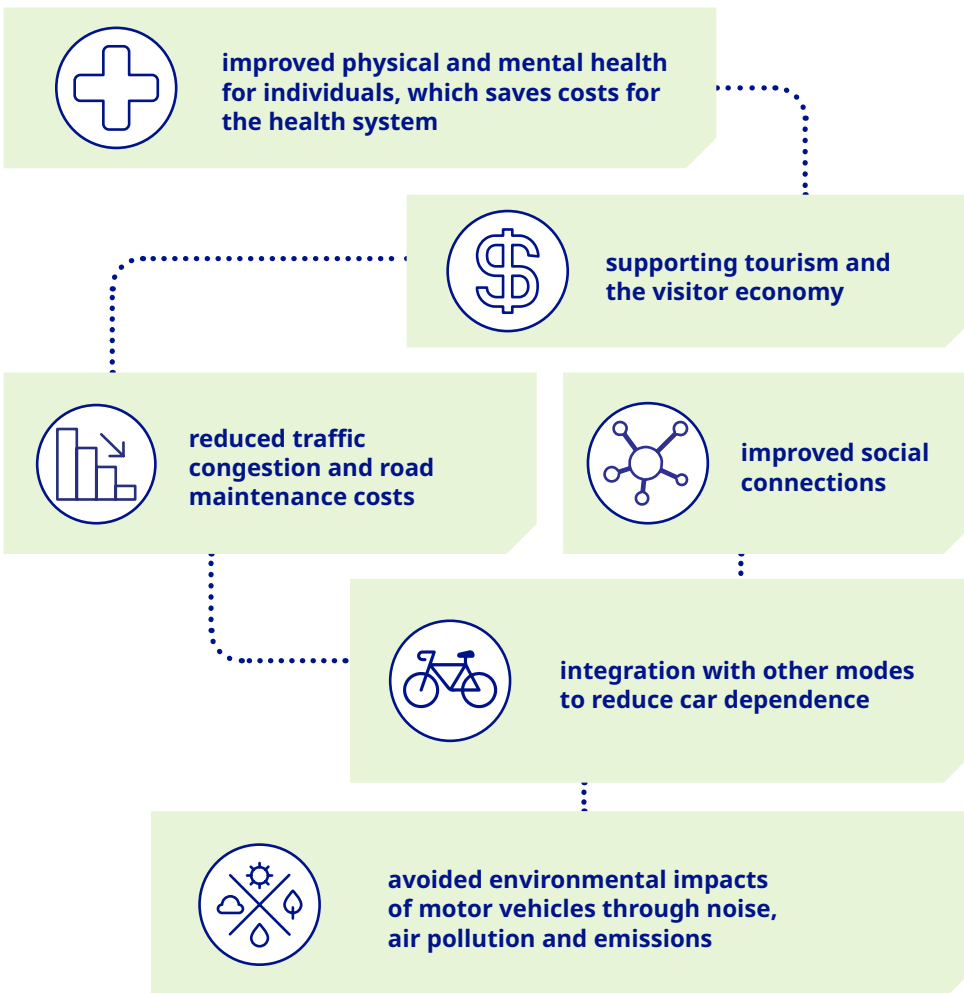 improved physical and mental health
for individuals, which saves costs for
the health system
supporting tourism and
the visitor economy
reduced traffic
congestion and road
maintenance costs
improved social
connections
integration with other modes
to reduce car dependence
avoided environmental impacts
of motor vehicles through noise,
air pollution and emissions